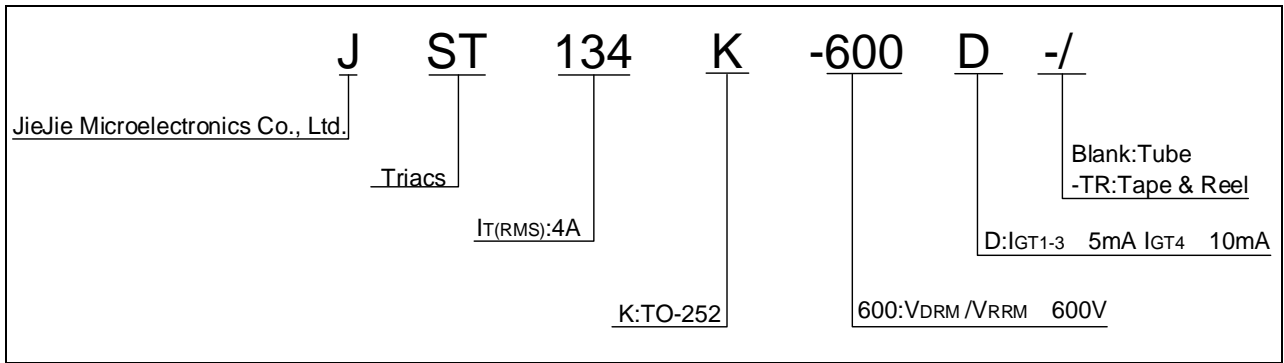 J ST 134 K -600 D -/
JieJie Microelectronics Co., Ltd.
Blank:Tube
Triacs
-TR:Tape & Reel
IT(RMS):4A
D:IGT1-3 5mA IGT4 10mA
K:TO-252
600:VDRM /VRRM 600V